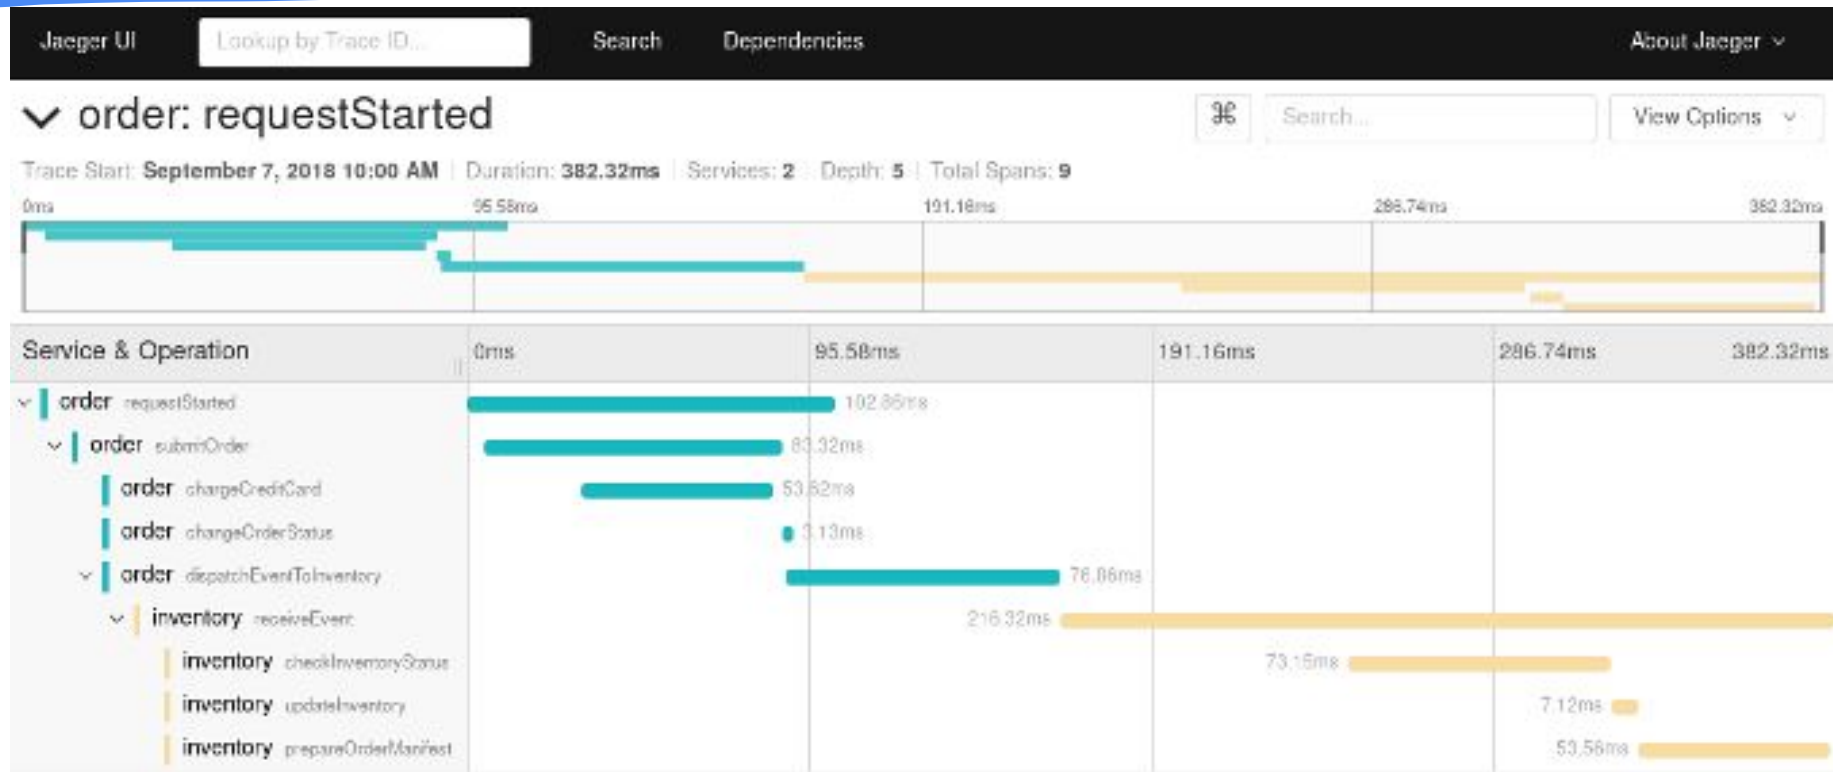 Jaeger UI Lookup by Trace ID... Search Dependencies About Jaeger
order: requestStarted ⌘ Search... View Options
Trace Start: September 7, 2018 10:00 AM Duration: 382.32ms Services: 2 Depth: 5 Total Spans: 9
0ms 95.58ms 191.16ms 286.74ms 382.32ms
Service & Operation 0ms 95.58ms 191.16ms 286.74ms 382.32ms
order requestStarted 102.86ms
order submitOrder 83.32ms
order chargeCreditCard 53.62ms
order changeOrderStatus 3.13ms
order dispatchEventToInventory 76.86ms
inventory receiveEvent 216.32ms
inventory checkInventoryStatus 73.15ms
inventory updateInventory 7.12ms
inventory prepareOrderManifest 53.56ms